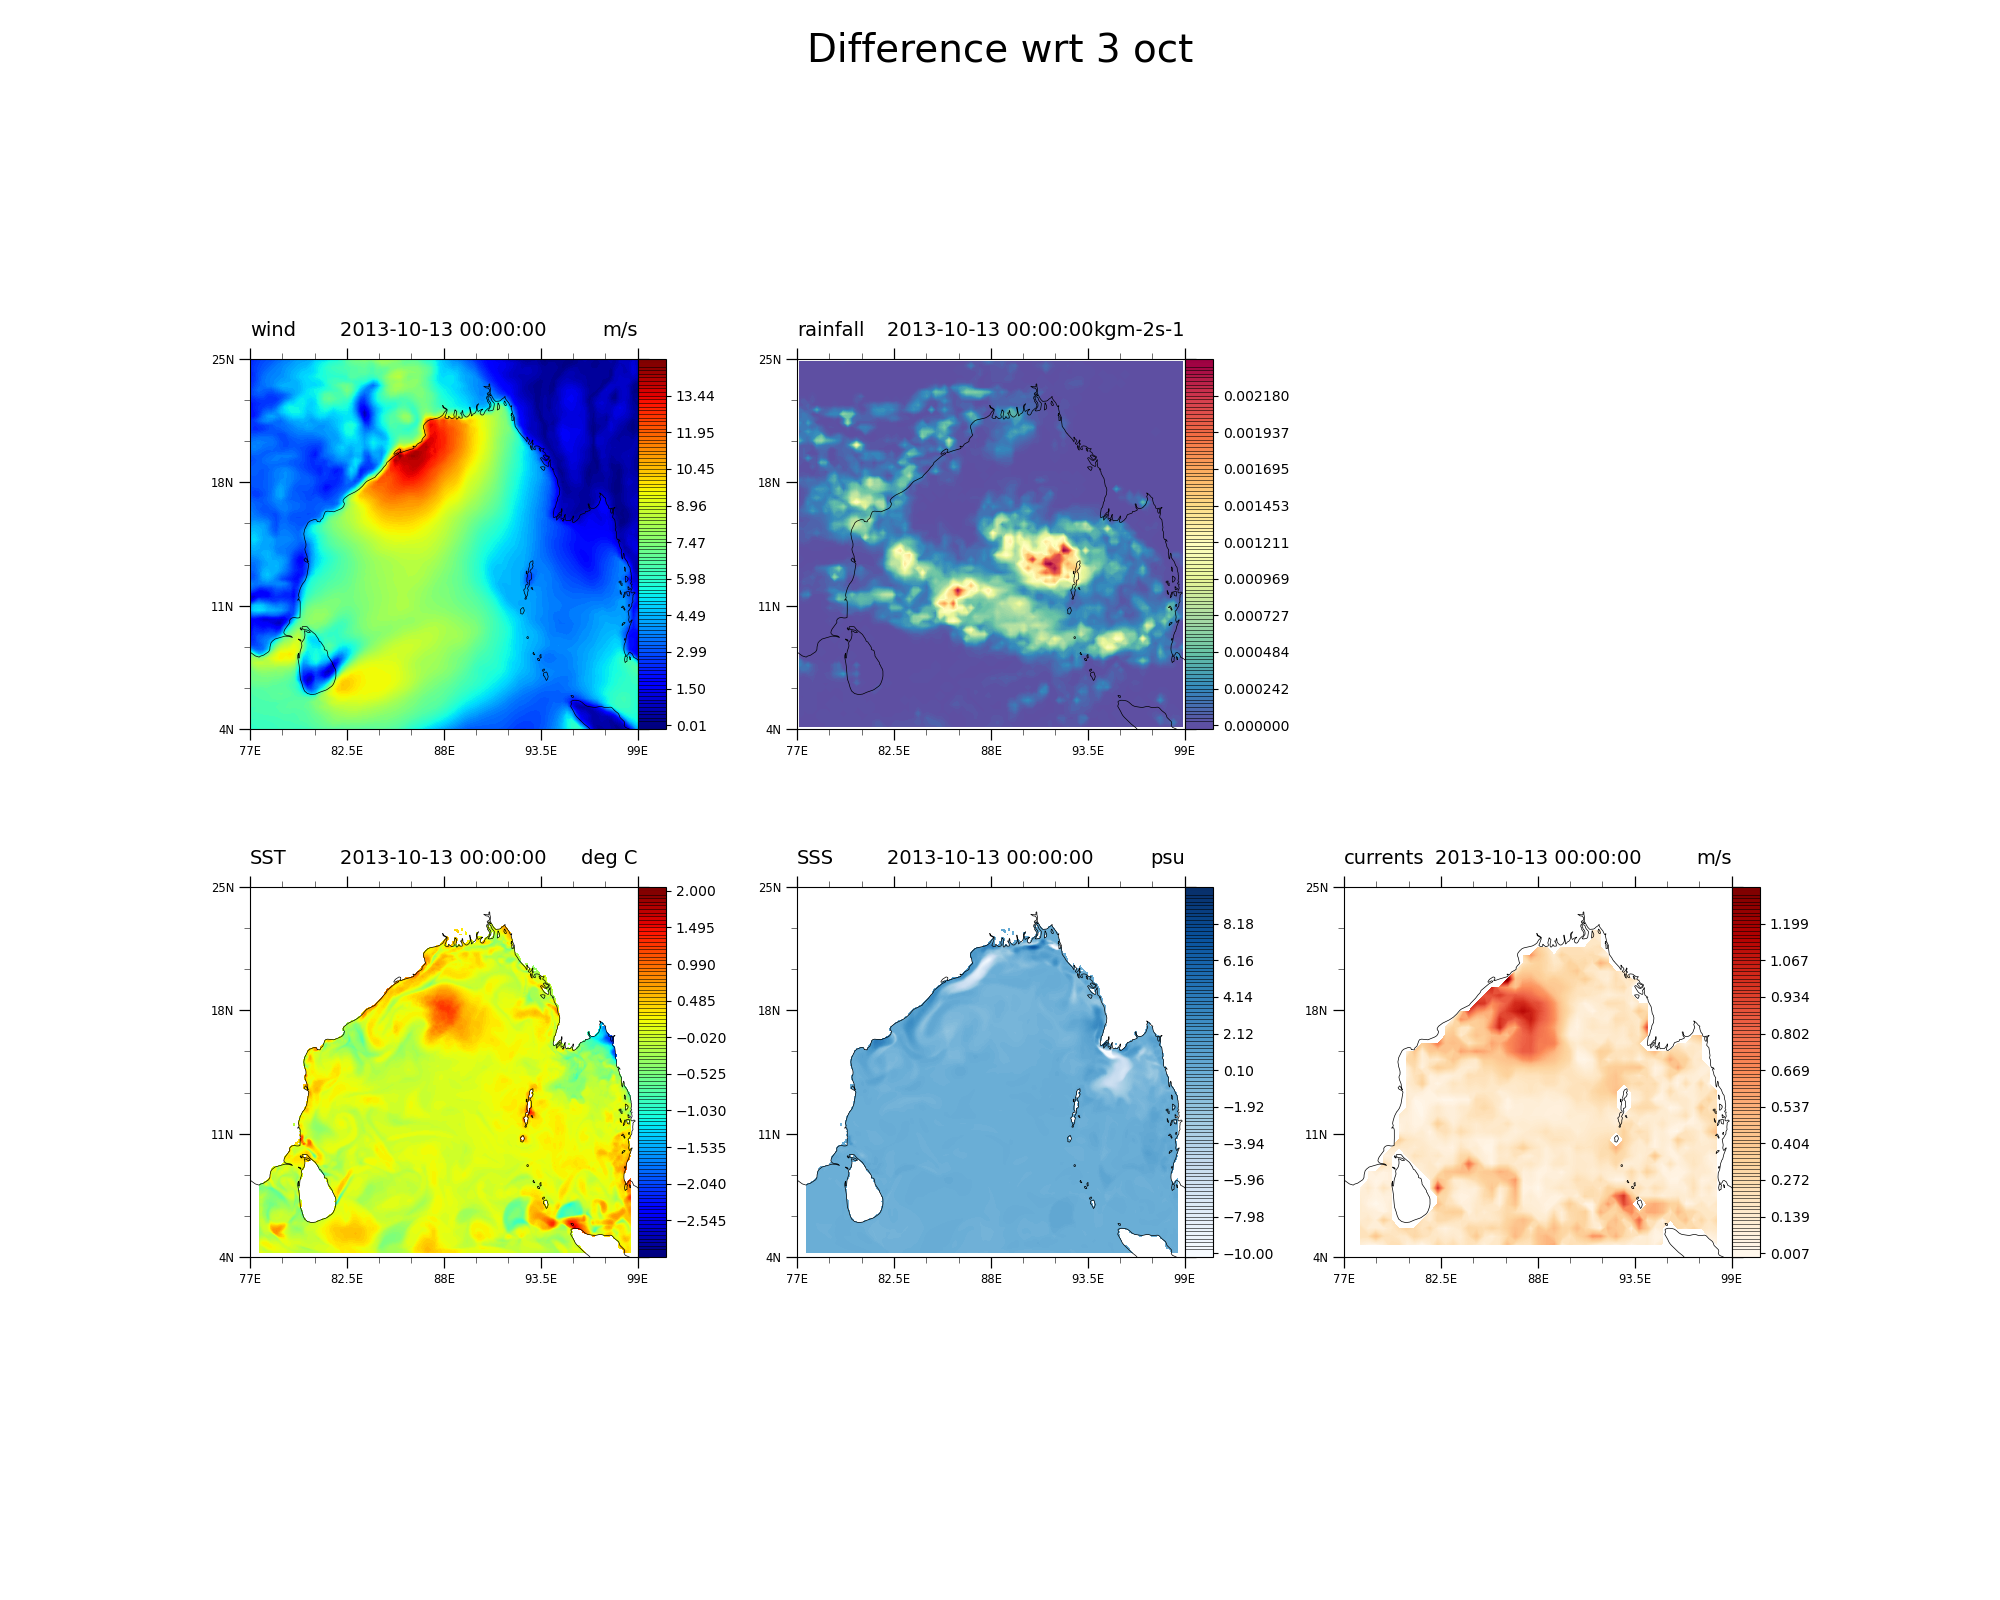 Difference wrt 3 oct
wind 2013-10-13 00:00:00 m/s
25N
18N
11N
4N
77E 82.5E 88E 93.5E 99E
13.44
11.95
10.45
8.96
7.47
5.98
4.49
2.99
1.50
0.01
rainfall 2013-10-13 00:00:00kgm-2s-1
25N
18N
11N
4N
77E 82.5E 88E 93.5E 99E
0.002180
0.001937
0.001695
0.001453
0.001211
0.000969
0.000727
0.000484
0.000242
0.000000
SST 2013-10-13 00:00:00 deg C
25N
18N
11N
4N
77E 82.5E 88E 93.5E 99E
2.000
1.495
0.990
0.485
−0.020
−0.525
−1.030
−1.535
−2.040
−2.545
SSS 2013-10-13 00:00:00 psu
25N
18N
11N
4N
77E 82.5E 88E 93.5E 99E
8.18
6.16
4.14
2.12
0.10
−1.92
−3.94
−5.96
−7.98
−10.00
currents 2013-10-13 00:00:00 m/s
25N
18N
11N
4N
77E 82.5E 88E 93.5E 99E
1.199
1.067
0.934
0.802
0.669
0.537
0.404
0.272
0.139
0.007